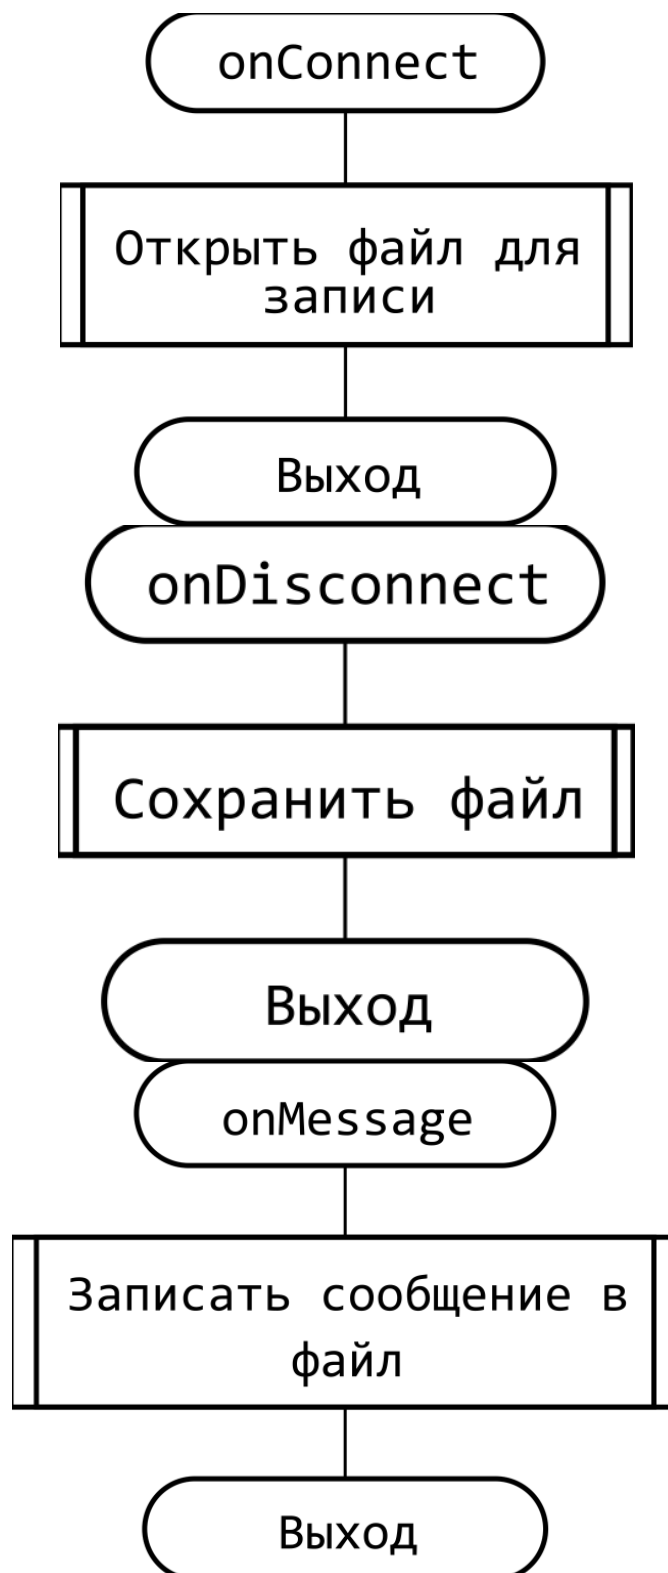 onConnect
Открыть файл для
записи
Выход
onDisconnect
Сохранить файл
Выход
onMessage
Записать сообщение в
файл
Выход